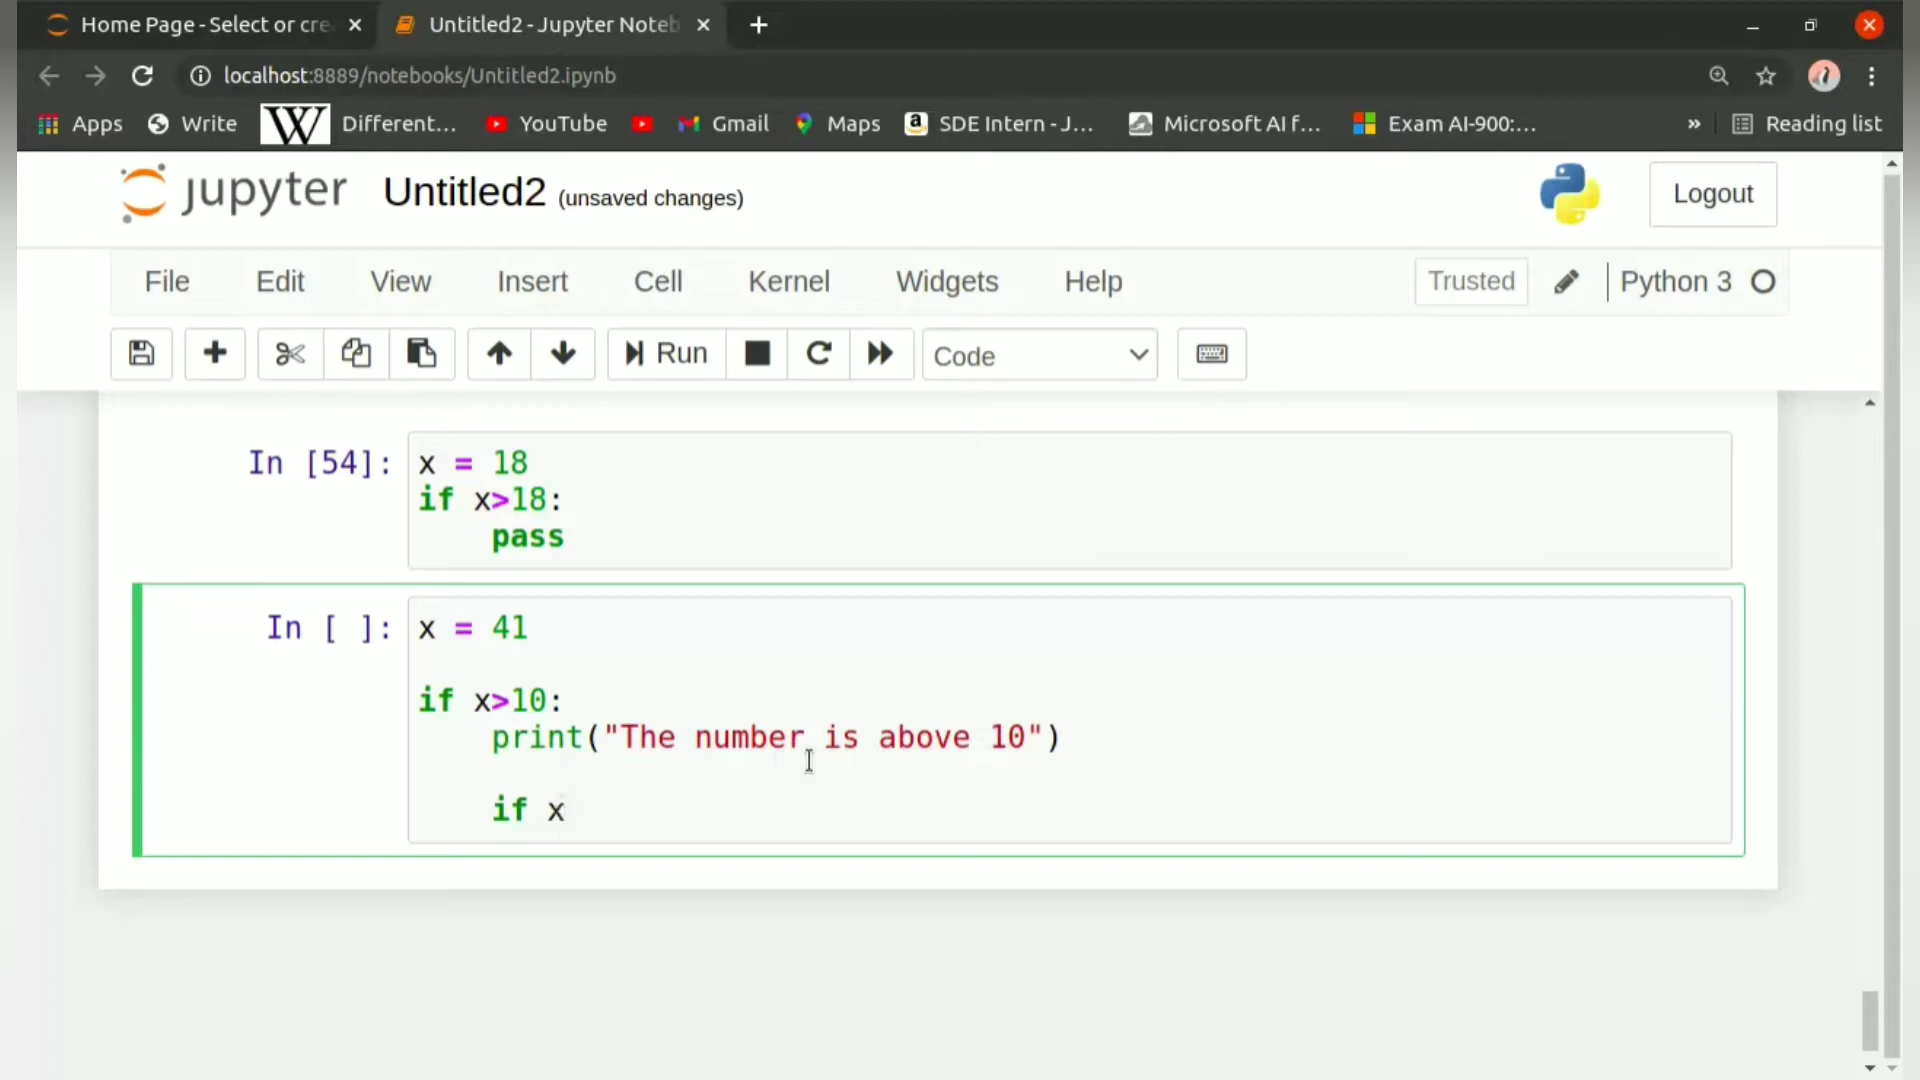 Home Page - Select or cre
Untitled2 - Jupyter Noteb
localhost:8889/notebooks/Untitled2.ipynb
Apps Write W Different... YouTube Gmail Maps a SDE Intern - J... Microsoft AI f... Exam AI-900:... » Reading list
jupyter Untitled2 (unsaved changes) Logout
File Edit View Insert Cell Kernel Widgets Help Trusted Python 3
Run Code
In [54]: x = 18
if x>18:
pass
In [ ]: x = 41
if x>10:
print("The number is above 10")
if x